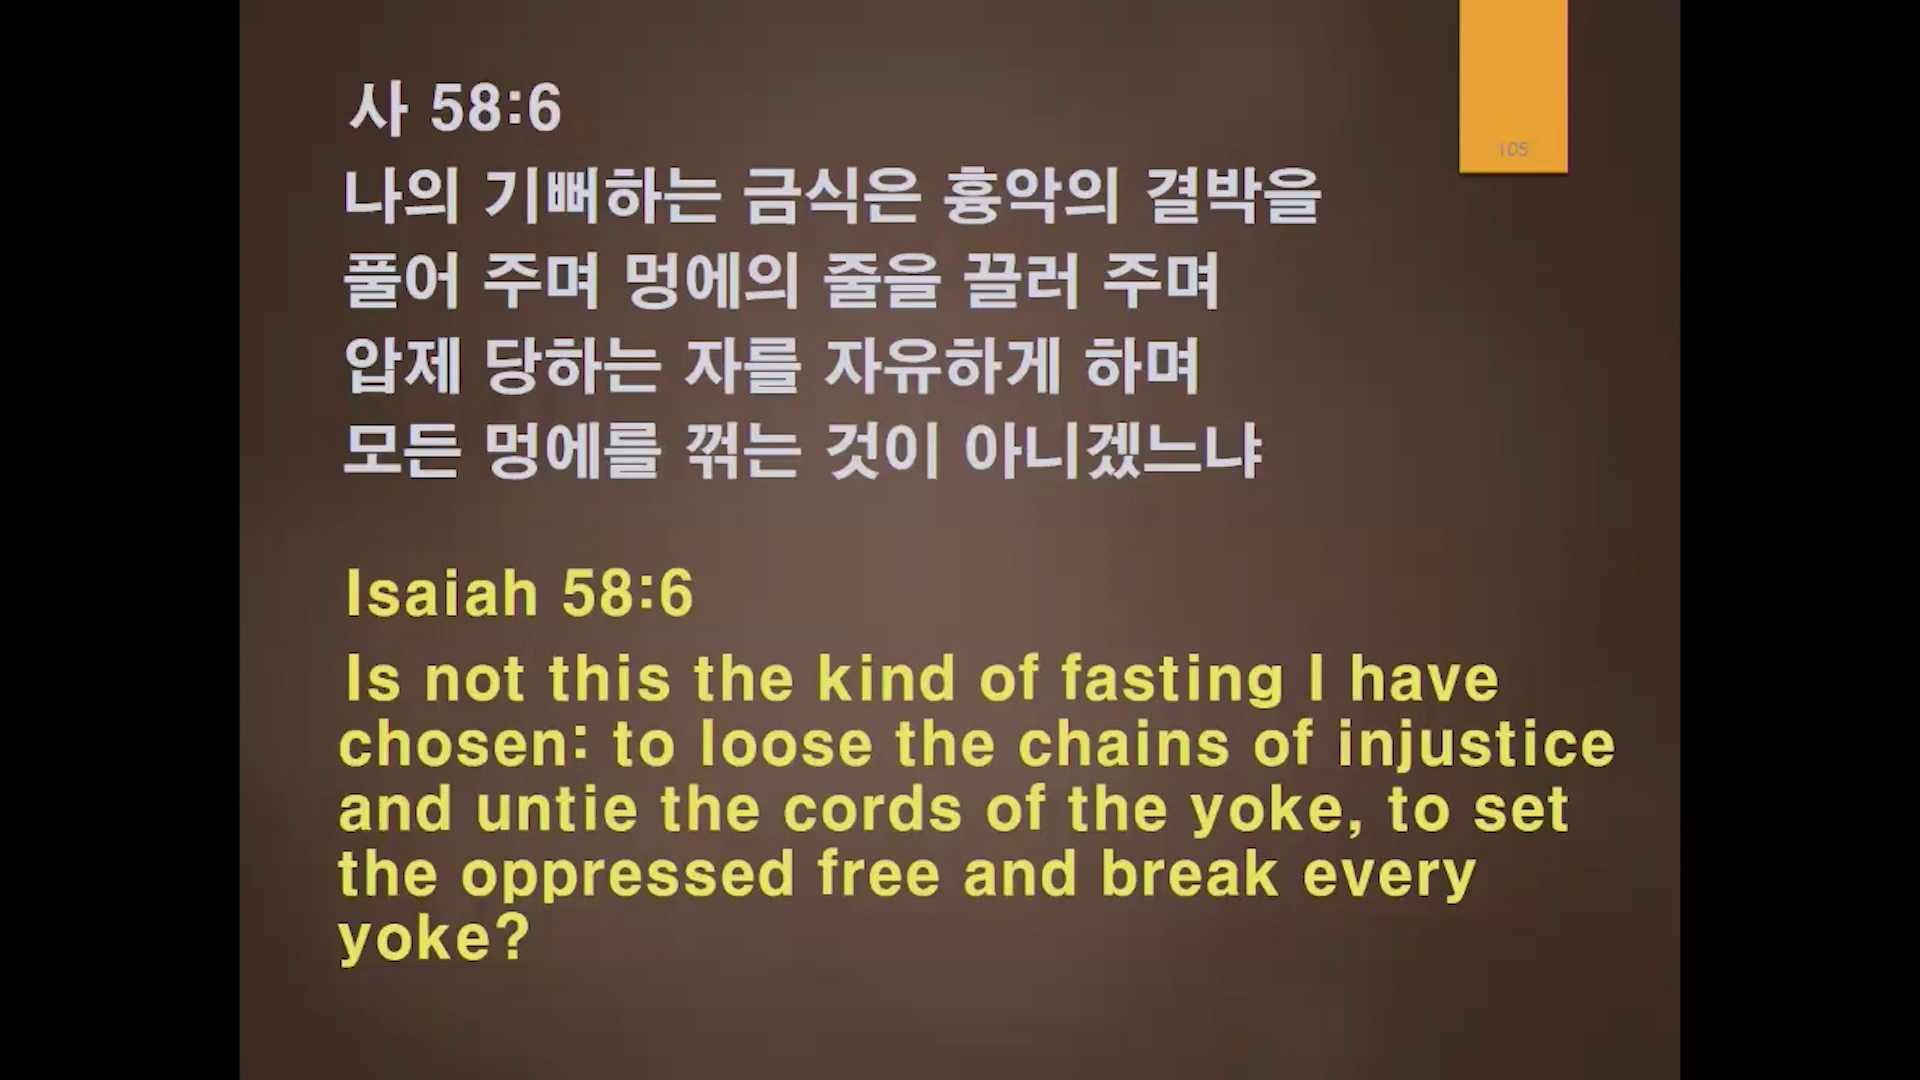 105
사 58:6
나의 기뻐하는 금식은 흉악의 결박을
풀어 주며 멍에의 줄을 끌러 주며
압제 당하는 자를 자유하게 하며
모든 멍에를 꺾는 것이 아니겠느냐
Isaiah 58:6
Is not this the kind of fasting I have
chosen: to loose the chains of injustice
and untie the cords of the yoke, to set
the oppressed free and break every
yoke?